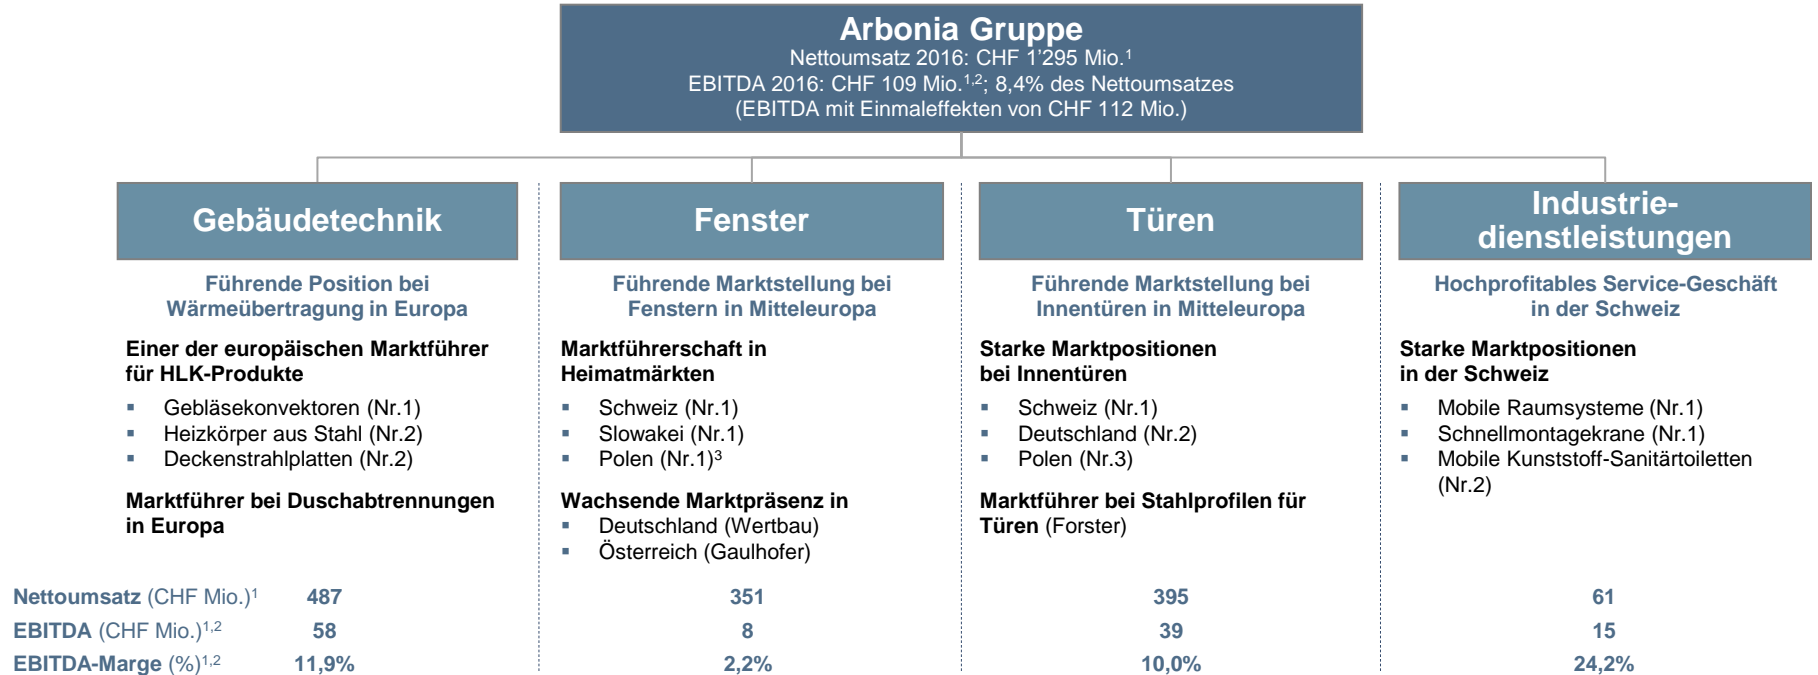 Arbonia Gruppe
Nettoumsatz 2016: CHF 1’295 Mio.¹
EBITDA 2016: CHF 109 Mio.¹,²; 8,4% des Nettoumsatzes
(EBITDA mit Einmaleffekten von CHF 112 Mio.)
Gebäudetechnik
Führende Position bei
Wärmeübertragung in Europa
Einer der europäischen Marktführer
für HLK-Produkte
▪ Gebläsekonvektoren (Nr.1)
▪ Heizkörper aus Stahl (Nr.2)
▪ Deckenstrahlplatten (Nr.2)
Marktführer bei Duschabtrennungen
in Europa
Fenster
Führende Marktstellung bei
Fenstern in Mitteleuropa
Marktführerschaft in
Heimatmärkten
▪ Schweiz (Nr.1)
▪ Slowakei (Nr.1)
▪ Polen (Nr.1)³
Wachsende Marktpräsenz in
▪ Deutschland (Wertbau)
▪ Österreich (Gaulhofer)
Türen
Führende Marktstellung bei
Innentüren in Mitteleuropa
Starke Marktpositionen
bei Innentüren
▪ Schweiz (Nr.1)
▪ Deutschland (Nr.2)
▪ Polen (Nr.3)
Marktführer bei Stahlprofilen für
Türen (Forster)
Industrie-
dienstleistungen
Hochprofitables Service-Geschäft
in der Schweiz
Starke Marktpositionen
in der Schweiz
▪ Mobile Raumsysteme (Nr.1)
▪ Schnellmontagekrane (Nr.1)
▪ Mobile Kunststoff-Sanitärtoiletten
(Nr.2)
Nettoumsatz (CHF Mio.)¹ 487 351 395 61
EBITDA (CHF Mio.)¹,² 58 8 39 15
EBITDA-Marge (%)¹,² 11,9% 2,2% 10,0% 24,2%